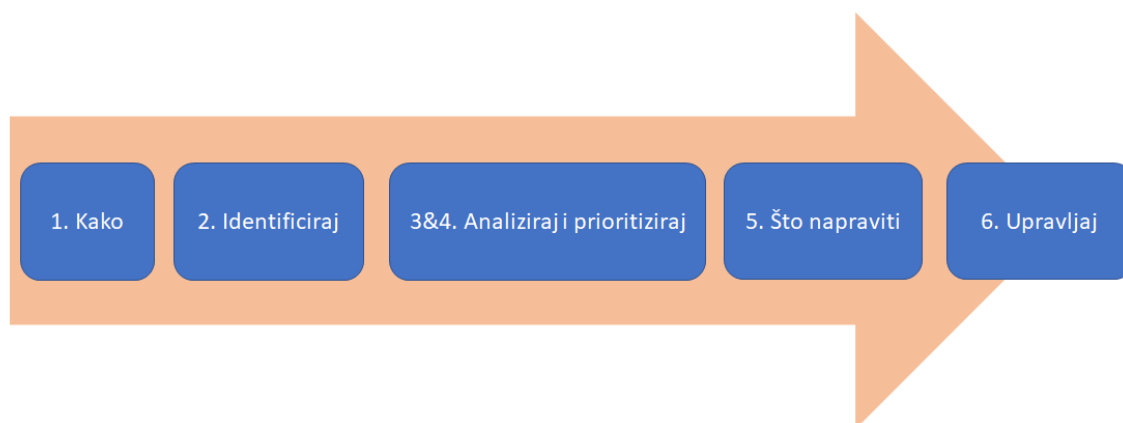 1. Kako
2. Identificiraj
3&4. Analiziraj i prioritiziraj
5. Što napraviti
6. Upravljaj